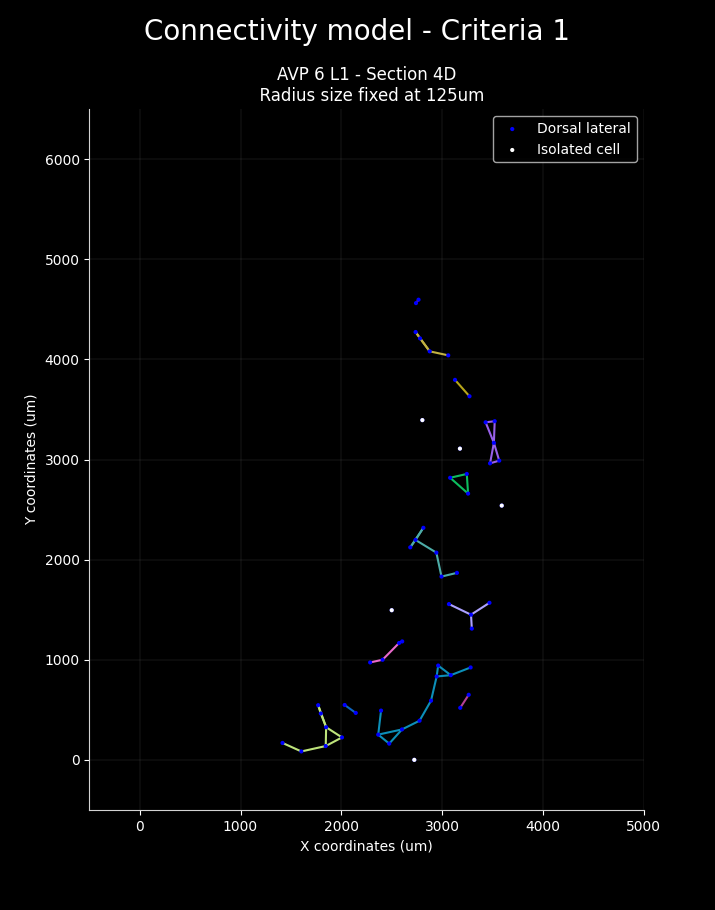 Connectivity model - Criteria 1
AVP 6 L1 - Section 4D
Radius size fixed at 125um
Dorsal lateral
Isolated cell
6000
5000
4000
3000
2000
1000
0
Y coordinates (um)
0 1000 2000 3000 4000 5000
X coordinates (um)